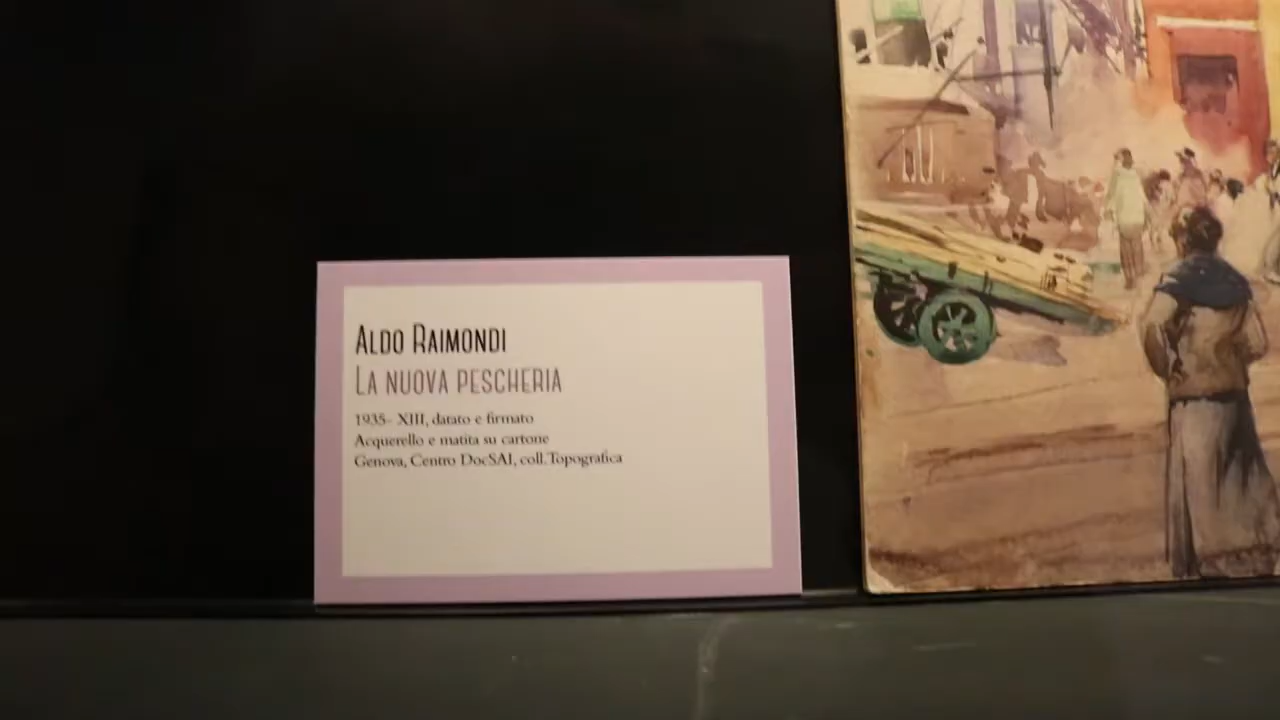 ALDO RAIMONDI
LA NUOVA PESCHERIA
1935- XIII, datato e firmato
Acquerello e matita su cartone
Genova, Centro DocSAI, coll. Topografica